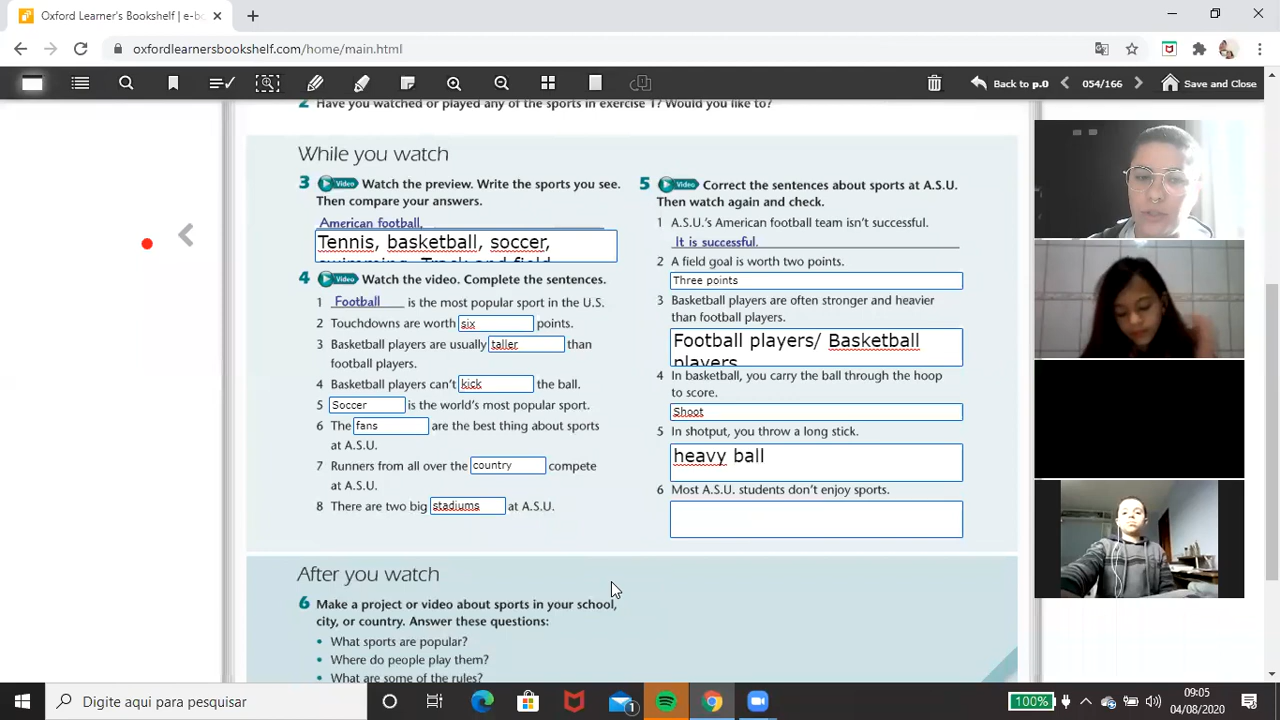 Oxford Learner's Bookshelf | e-bo
oxfordlearnersbookshelf.com/home/main.html
Back to p.0
054/166
Save and Close
2 Have you watched or played any of the sports in exercise 1? Would you like to?
While you watch
3 Video Watch the preview. Write the sports you see.
Then compare your answers.
American football,
Tennis, basketball, soccer,
swimming, Track and field
4 Video Watch the video. Complete the sentences.
1 Football is the most popular sport in the U.S.
2 Touchdowns are worth six points.
3 Basketball players are usually taller than
football players.
4 Basketball players can't kick the ball.
5 Soccer is the world's most popular sport.
6 The fans are the best thing about sports
at A.S.U.
7 Runners from all over the country compete
at A.S.U.
8 There are two big stadiums at A.S.U.
5 Video Correct the sentences about sports at A.S.U.
Then watch again and check.
1 A.S.U.'s American football team isn't successful.
It is successful.
2 A field goal is worth two points.
Three points
3 Basketball players are often stronger and heavier
than football players.
Football players/ Basketball
players
4 In basketball, you carry the ball through the hoop
to score.
Shoot
5 In shotput, you throw a long stick.
heavy ball
6 Most A.S.U. students don't enjoy sports.
After you watch
6 Make a project or video about sports in your school,
city, or country. Answer these questions:
• What sports are popular?
• Where do people play them?
• What are some of the rules?
Digite aqui para pesquisar
1
100%
09:05
04/08/2020